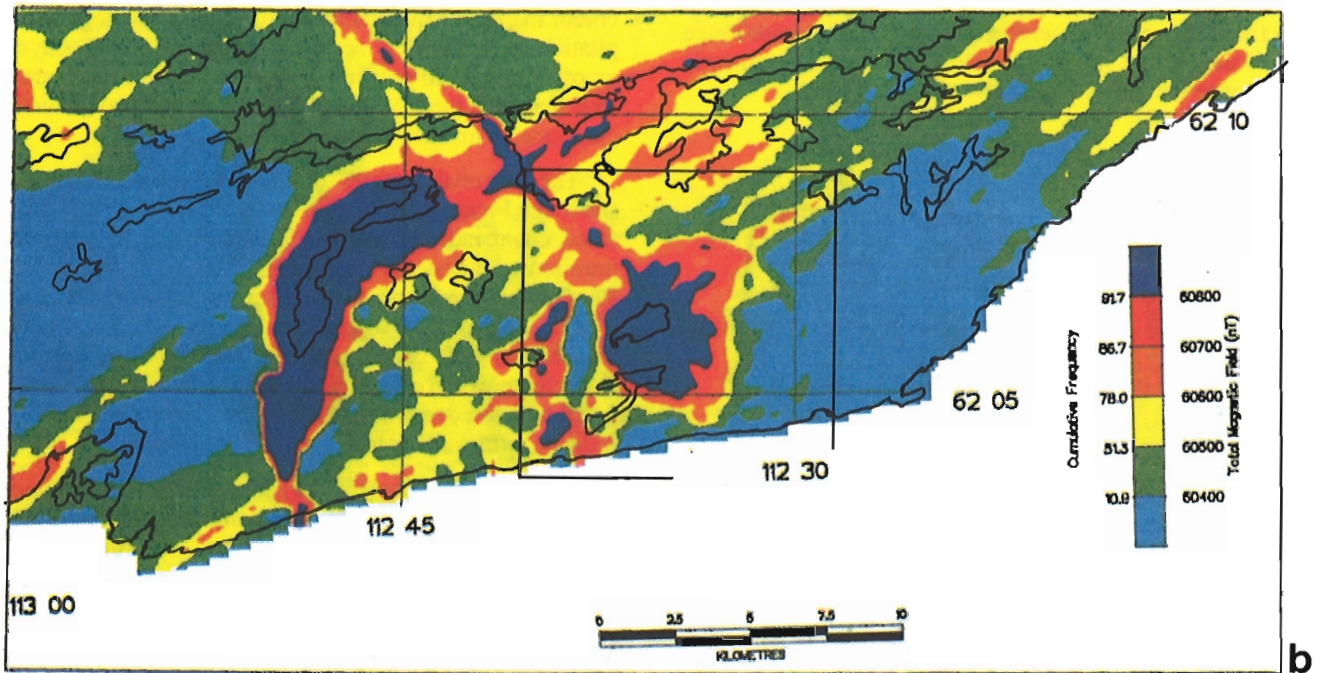 62 10
91.7 60800
86.7 60700
78.0 60600
51.3 60500
10.8 60400
Cumulative Frequency
Total Magnetic Field (nT)
62 05
112 30
112 45
113 00
0 2.5 5 7.5 10
KILOMETRES
b